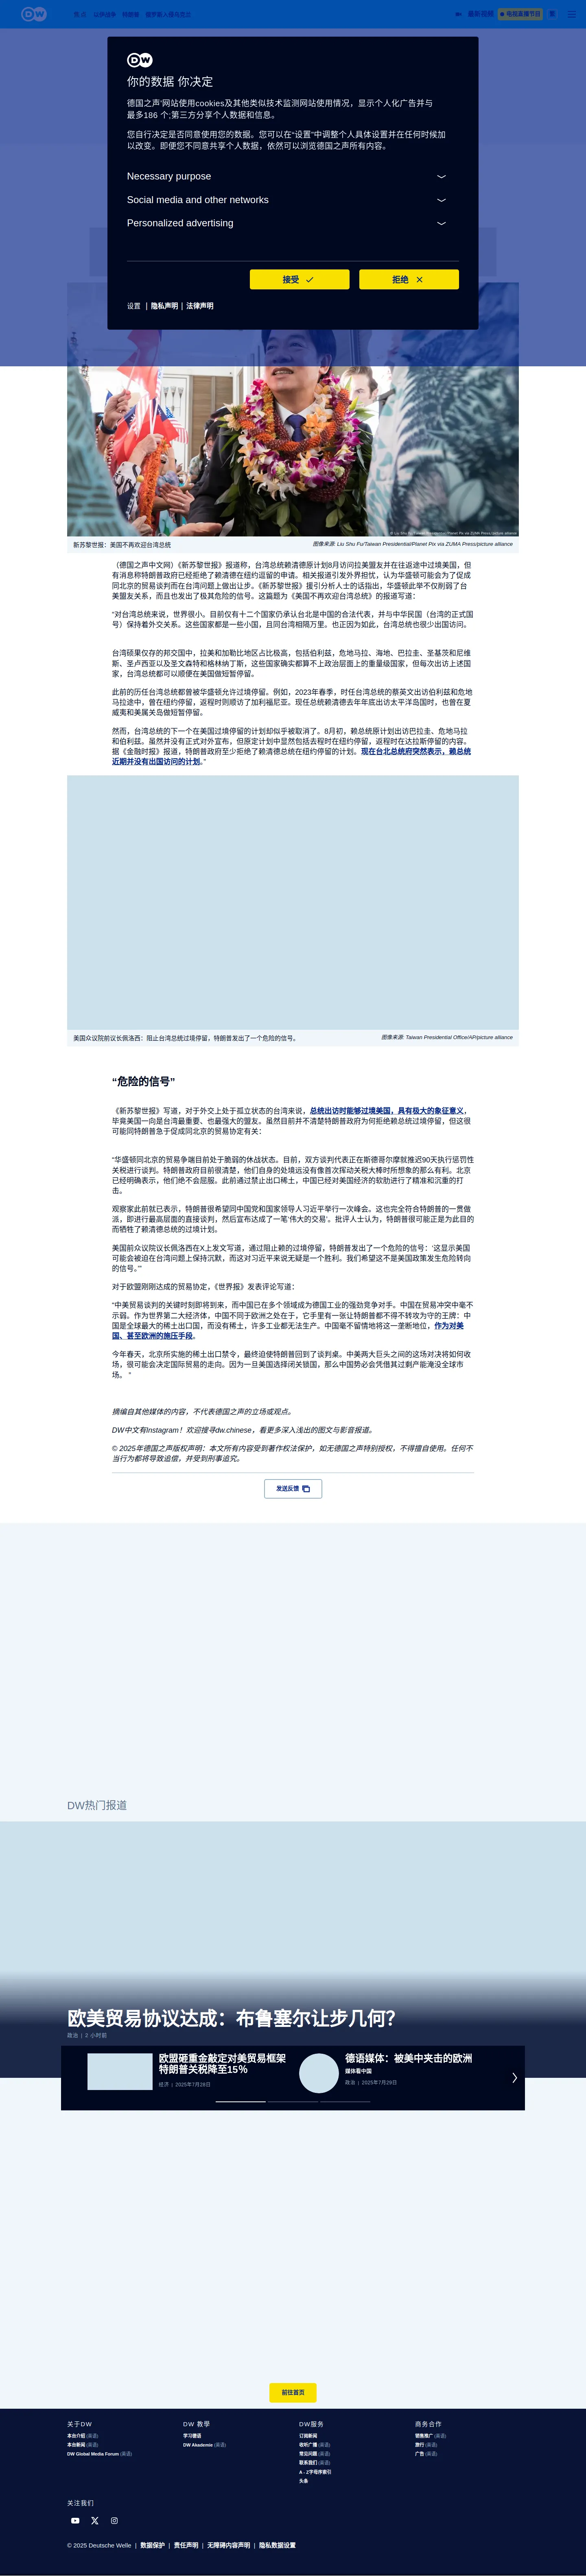 DW
你的数据 你决定
德国之声"网站使用cookies及其他类似技术监测网站使用情况，显示个人化广告并与
最多186 个;第三方分享个人数据和信息。
您自行决定是否同意使用您的数据。您可以在"设置"中调整个人具体设置并在任何时候加
以改变。即便您不同意共享个人数据，依然可以浏览德国之声所有内容。
Necessary purpose
Social media and other networks
Personalized advertising
接受
拒绝
设置 | 隐私声明 | 法律声明
新苏黎世报：美国不再欢迎台湾总统
图像来源: Liu Shu Fu/Taiwan Presidential/Planet Pix via ZUMA Press/picture alliance
（德国之声中文网）《新苏黎世报》报道称，台湾总统赖清德原计划8月访问拉美盟友并在往返途中过境美国，但
有消息称特朗普政府已经拒绝了赖清德在纽约逗留的申请。相关报道引发外界担忧，认为华盛顿可能会为了促成
同北京的贸易谈判而在台湾问题上做出让步。《新苏黎世报》援引分析人士的话指出，华盛顿此举不仅削弱了台
美盟友关系，而且也发出了极其危险的信号。这篇题为《美国不再欢迎台湾总统》的报道写道：
"对台湾总统来说，世界很小。目前仅有十二个国家仍承认台北是中国的合法代表，并与中华民国（台湾的正式国
号）保持着外交关系。这些国家都是一些小国，且同台湾相隔万里。也正因为如此，台湾总统也很少出国访问。
台湾硕果仅存的邦交国中，拉美和加勒比地区占比极高，包括伯利兹，危地马拉、海地、巴拉圭、圣基茨和尼维
斯、圣卢西亚以及圣文森特和格林纳丁斯，这些国家确实都算不上政治层面上的重量级国家，但每次出访上述国
家，台湾总统都可以顺便在美国做短暂停留。
此前的历任台湾总统都曾被华盛顿允许过境停留。例如，2023年春季，时任台湾总统的蔡英文出访伯利兹和危地
马拉途中，曾在纽约停留，返程时则顺访了加利福尼亚。现任总统赖清德去年年底出访太平洋岛国时，也曾在夏
威夷和美属关岛做短暂停留。
然而，台湾总统的下一个在美国过境停留的计划却似乎被取消了。8月初，赖总统原计划出访巴拉圭、危地马拉
和伯利兹。虽然并没有正式对外宣布，但原定计划中显然包括去程时在纽约停留，返程时在达拉斯停留的内容。
据《金融时报》报道，特朗普政府至少拒绝了赖清德总统在纽约停留的计划。现在台北总统府突然表示，赖总统
近期并没有出国访问的计划。"
美国众议院前议长佩洛西：阻止台湾总统过境停留，特朗普发出了一个危险的信号。
图像来源: Taiwan Presidential Office/AP/picture alliance
"危险的信号"
《新苏黎世报》写道，对于外交上处于孤立状态的台湾来说，总统出访时能够过境美国，具有极大的象征意义，
毕竟美国一向是台湾最重要、也最强大的盟友。虽然目前并不清楚特朗普政府为何拒绝赖总统过境停留，但这很
可能同特朗普急于促成同北京的贸易协定有关：
"华盛顿同北京的贸易争端目前处于脆弱的休战状态。目前，双方谈判代表正在斯德哥尔摩就推迟90天执行惩罚性
关税进行谈判。特朗普政府目前很清楚，他们自身的处境远没有像首次挥动关税大棒时所想象的那么有利。北京
已经明确表示，他们绝不会屈服。此前通过禁止出口稀土，中国已经对美国经济的软肋进行了精准和沉重的打
击。
观察家此前就已表示，特朗普很希望同中国党和国家领导人习近平举行一次峰会。这也完全符合特朗普的一贯做
派，即进行最高层面的直接谈判，然后宣布达成了一笔'伟大的交易'。批评人士认为，特朗普很可能正是为此目的
而牺牲了赖清德总统的过境计划。
美国前众议院议长佩洛西在X上发文写道，通过阻止赖的过境停留，特朗普发出了一个危险的信号：'这显示美国
可能会被迫在台湾问题上保持沉默，而这对习近平来说无疑是一个胜利。我们希望这不是美国政策发生危险转向
的信号。'"
对于欧盟刚刚达成的贸易协定，《世界报》发表评论写道：
"中美贸易谈判的关键时刻即将到来，而中国已在多个领域成为德国工业的强劲竞争对手。中国在贸易冲突中毫不
示弱。作为世界第二大经济体，中国不同于欧洲之处在于，它手里有一张让特朗普都不得不转攻为守的王牌：中
国是全球最大的稀土出口国，而没有稀土，许多工业都无法生产。中国毫不留情地将这一垄断地位，作为对美
国、甚至欧洲的施压手段。
今年春天，北京所实施的稀土出口禁令，最终迫使特朗普回到了谈判桌。中美两大巨头之间的这场对决将如何收
场，很可能会决定国际贸易的走向。因为一旦美国选择闭关锁国，那么中国势必会凭借其过剩产能淹没全球市
场。 "
摘编自其他媒体的内容，不代表德国之声的立场或观点。
DW中文有Instagram！欢迎搜寻dw.chinese，看更多深入浅出的图文与影音报道。
© 2025年德国之声版权声明：本文所有内容受到著作权法保护，如无德国之声特别授权，不得擅自使用。任何不
当行为都将导致追偿，并受到刑事追究。
发送反馈
DW热门报道
欧美贸易协议达成：布鲁塞尔让步几何？
政治 | 2 小时前
欧盟砸重金敲定对美贸易框架
特朗普关税降至15％
经济 | 2025年7月28日
德语媒体：被美中夹击的欧洲
媒体看中国
政治 | 2025年7月29日
前往首页
关于DW
本台介绍 (英语)
本台新闻 (英语)
DW Global Media Forum (英语)
DW 教學
学习德语
DW Akademie (英语)
DW服务
订阅新闻
收听广播 (英语)
常见问题 (英语)
联系我们 (英语)
A - Z字母序索引
头条
商务合作
销售推广 (英语)
旅行 (英语)
广告 (英语)
关注我们
© 2025 Deutsche Welle | 数据保护 | 责任声明 | 无障碍内容声明 | 隐私数据设置